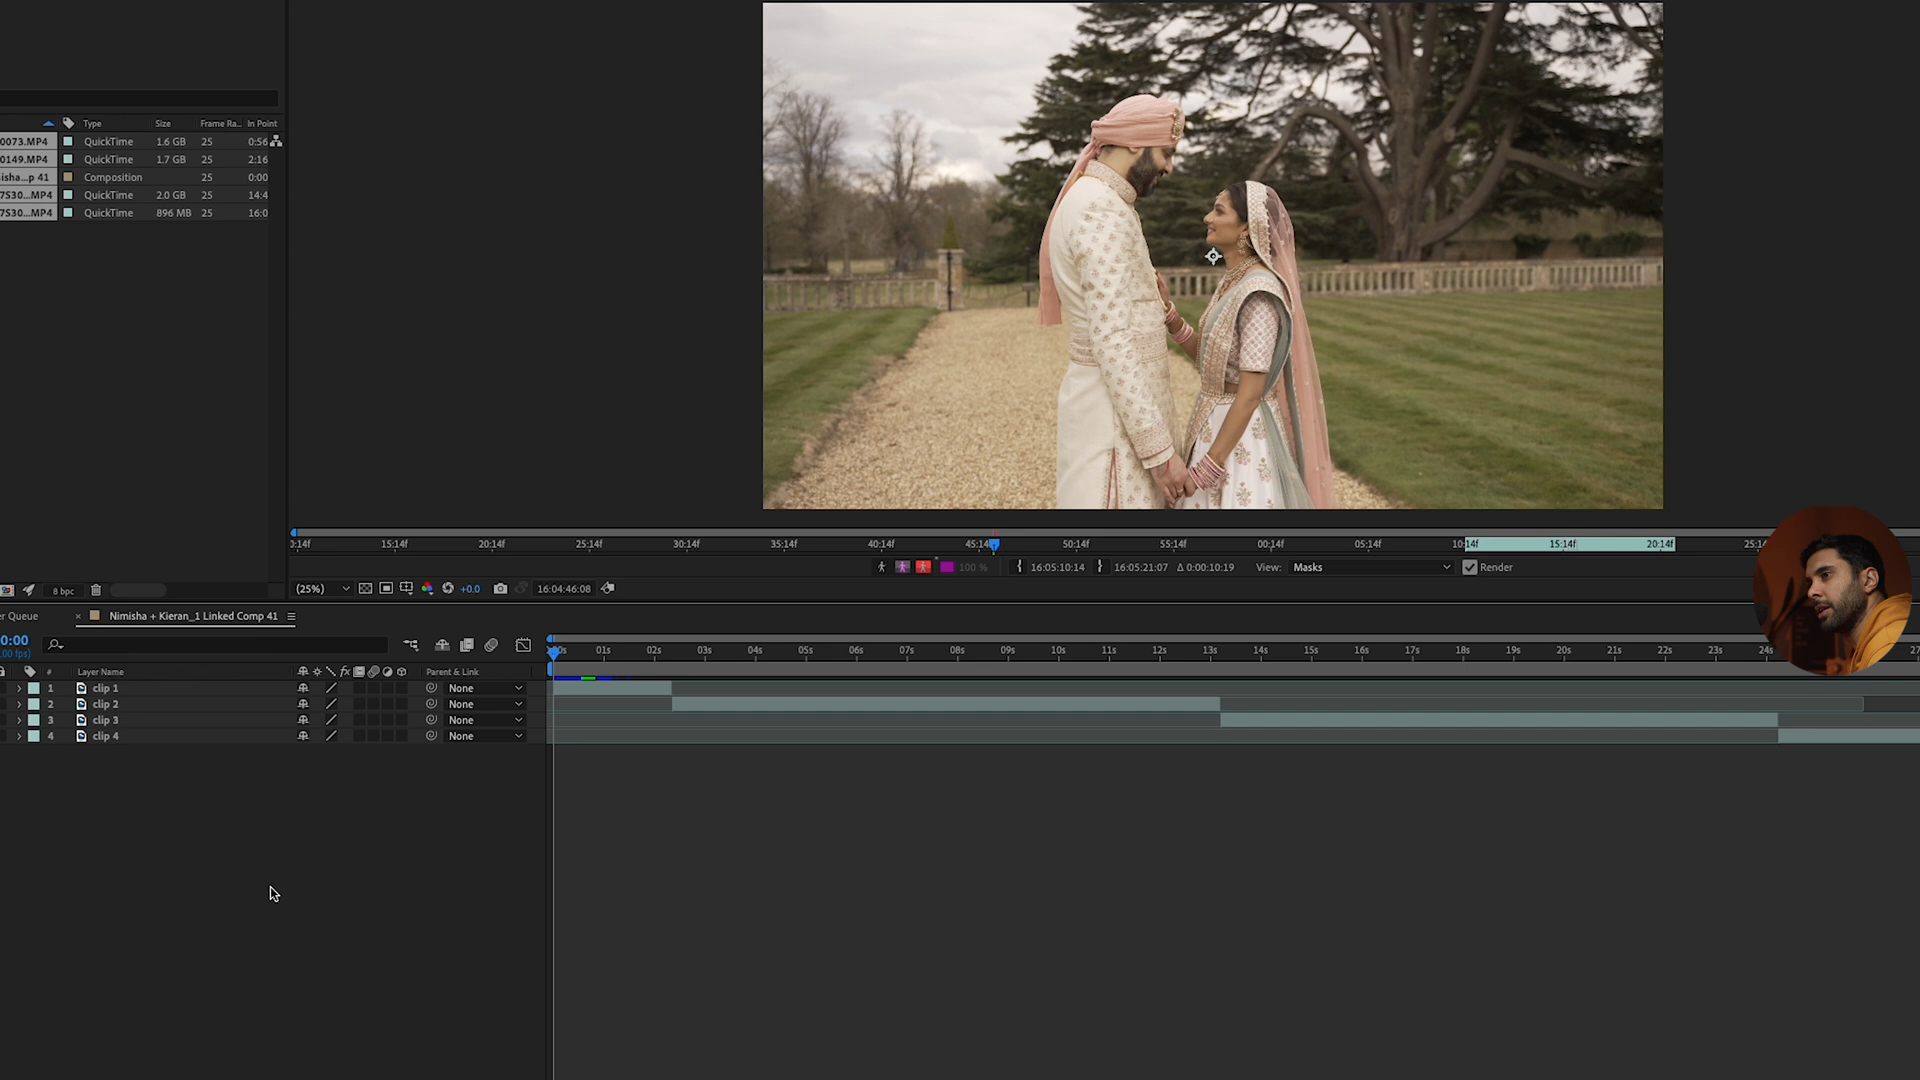 Type Size Frame Ra... In Point
0073.MP4 QuickTime 1.6 GB 25 0:56
0149.MP4 QuickTime 1.7 GB 25 2:16
isha...p 41 Composition 25 0:00
7S30...MP4 QuickTime 2.0 GB 25 14:4
7S30...MP4 QuickTime 896 MB 25 16:0
0:14f 15:14f 20:14f 25:14f 30:14f 35:14f 40:14f 45:14 50:14f 55:14f 00:14f 05:14f 10:14f 15:14f 20:14f 25:1
100 % 16:05:10:14 16:05:21:07 Δ 0:00:10:19 View: Masks Render
8 bpc (25%) +0.0 16:04:46:08
er Queue × Nimisha + Kieran_1 Linked Comp 41
0:00
.00 fps)
00s 01s 02s 03s 04s 05s 06s 07s 08s 09s 10s 11s 12s 13s 14s 15s 16s 17s 18s 19s 20s 21s 22s 23s 24s 27
# Layer Name fx Parent & Link
1 clip 1 None
2 clip 2 None
3 clip 3 None
4 clip 4 None